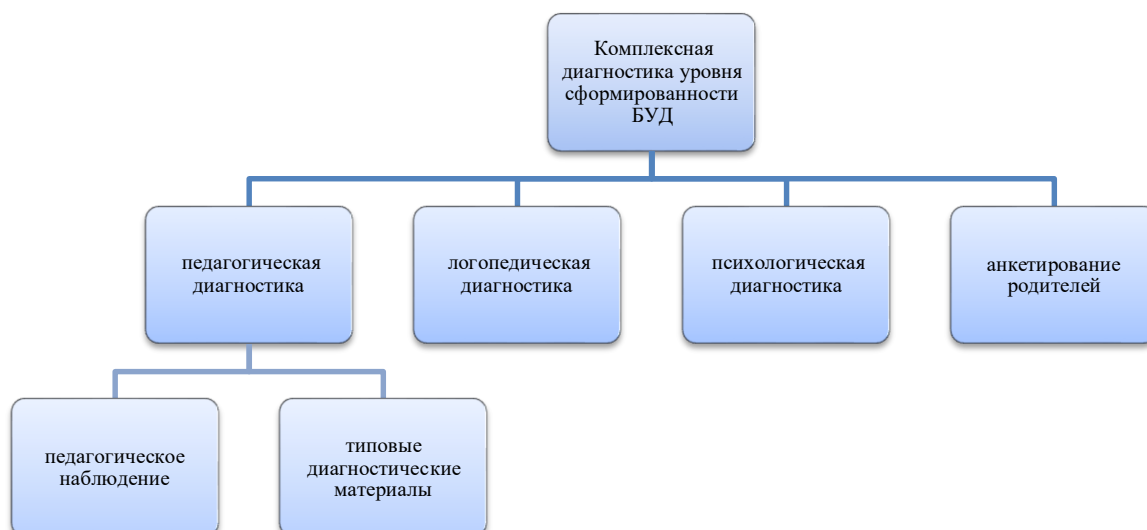 Комплексная
диагностика уровня
сформированности
БУД
педагогическая
диагностика
логопедическая
диагностика
психологическая
диагностика
анкетирование
родителей
педагогическое
наблюдение
типовые
диагностические
материалы